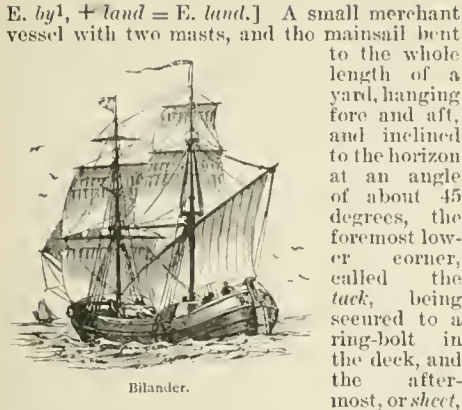 E. by¹, + land = E. land.] A small merchant
vessel with two masts, and the mainsail bent
to the whole
length of a
yard, hanging
fore and aft,
and inclined
to the horizon
at an angle
of about 45
degrees, the
foremost low-
er corner,
called the
tack, being
secured to a
ring-bolt in
the deck, and
the after-
most, or sheet,
Bilander.